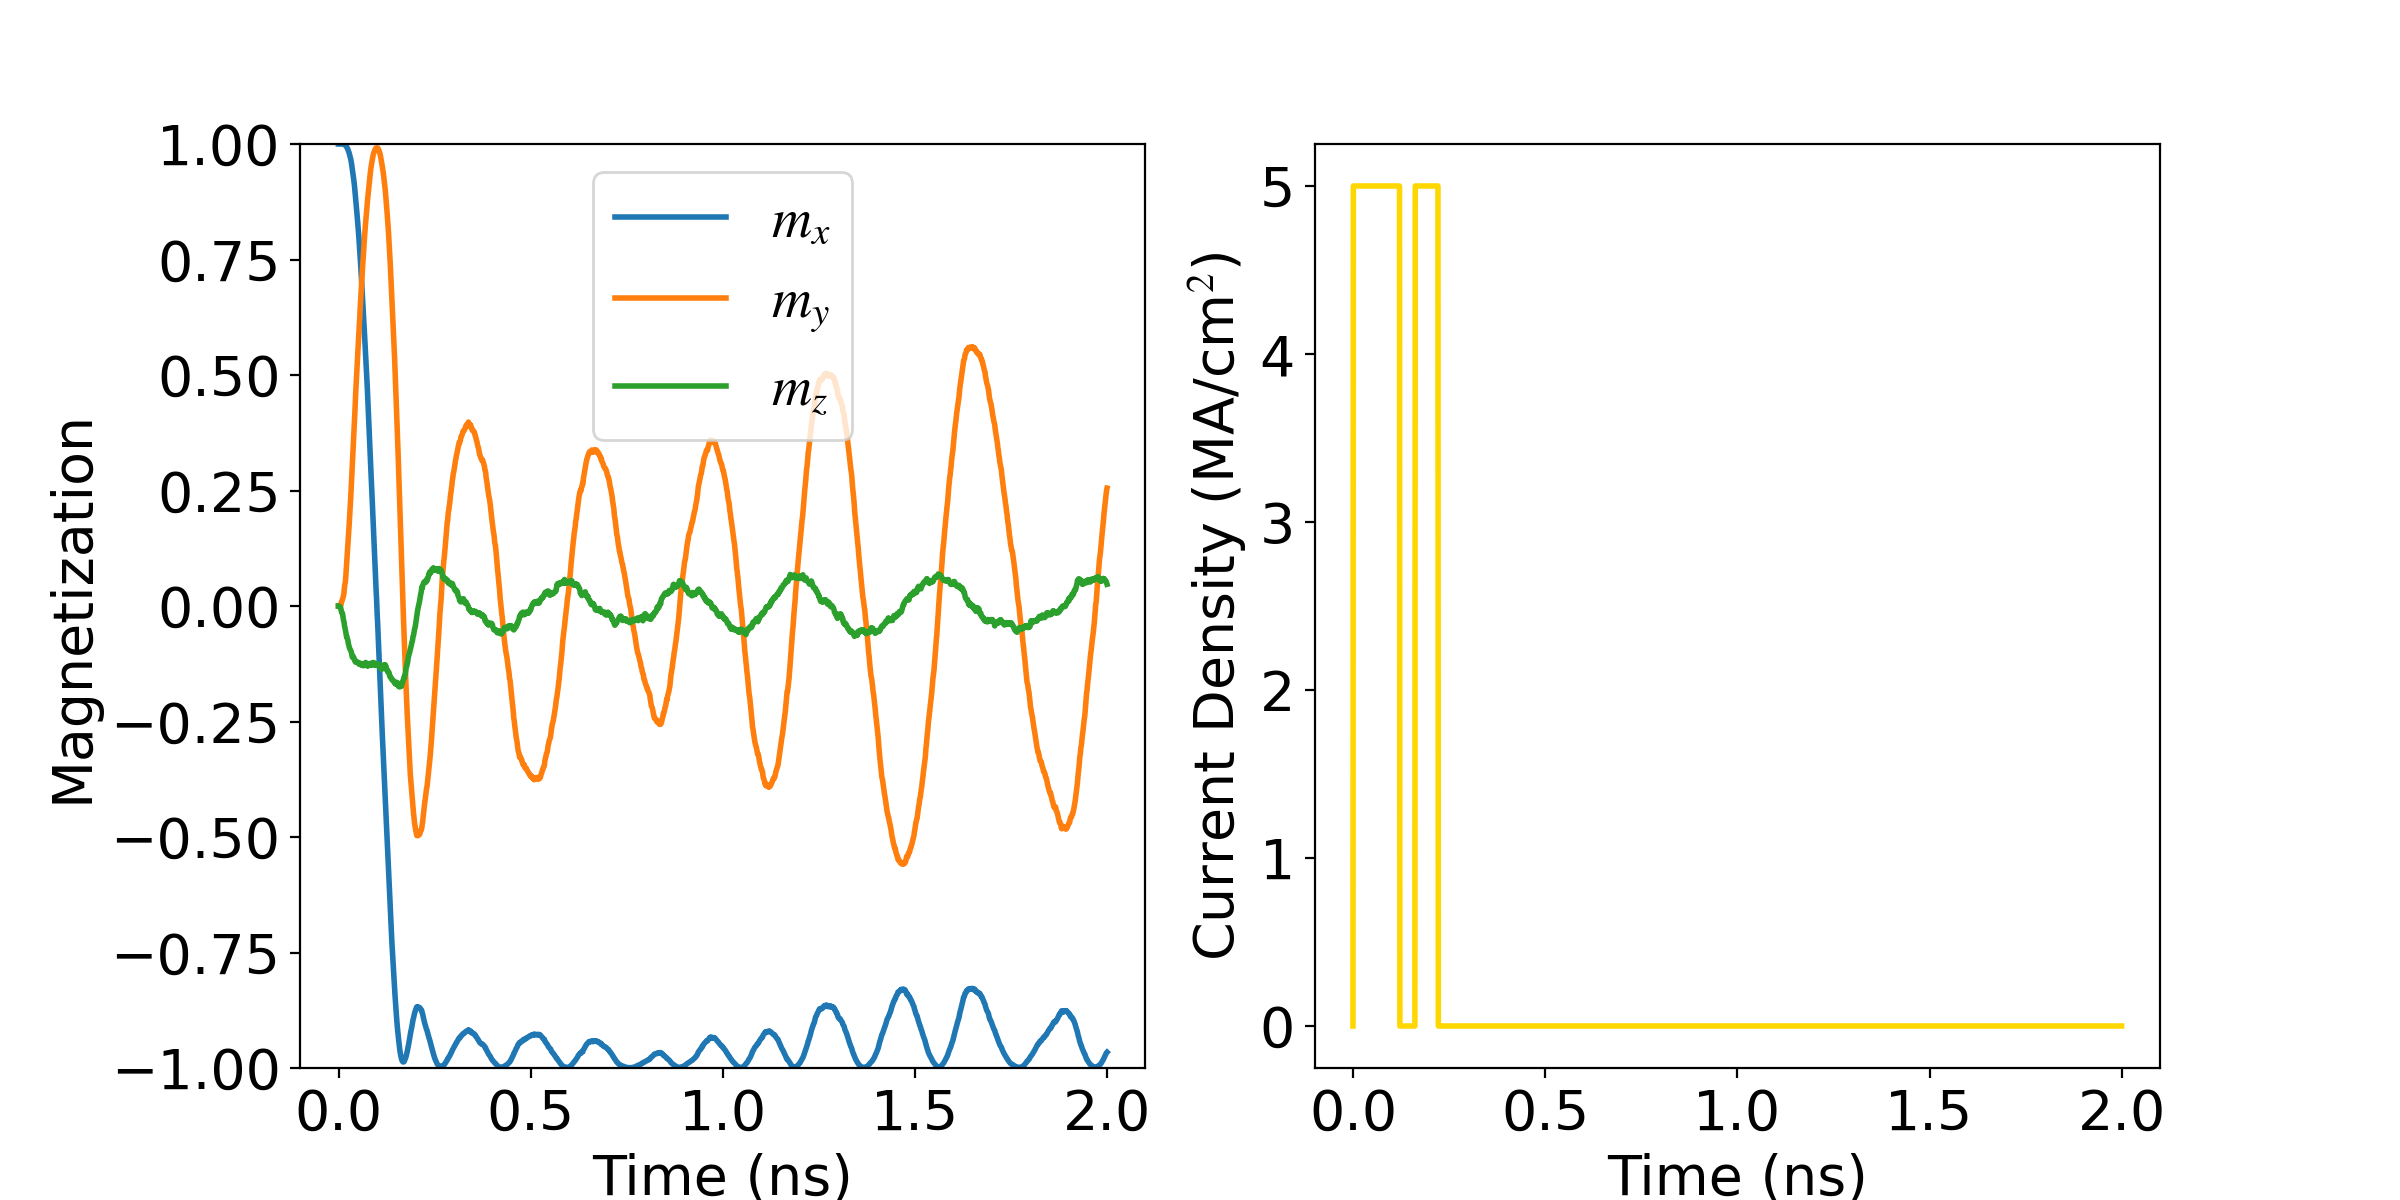 1.00
0.75
0.50
0.25
0.00
−0.25
−0.50
−0.75
−1.00
Magnetization
0.0 0.5 1.0 1.5 2.0
Time (ns)
m_x
m_y
m_z
5
4
3
2
1
0
Current Density (MA/cm²)
0.0 0.5 1.0 1.5 2.0
Time (ns)